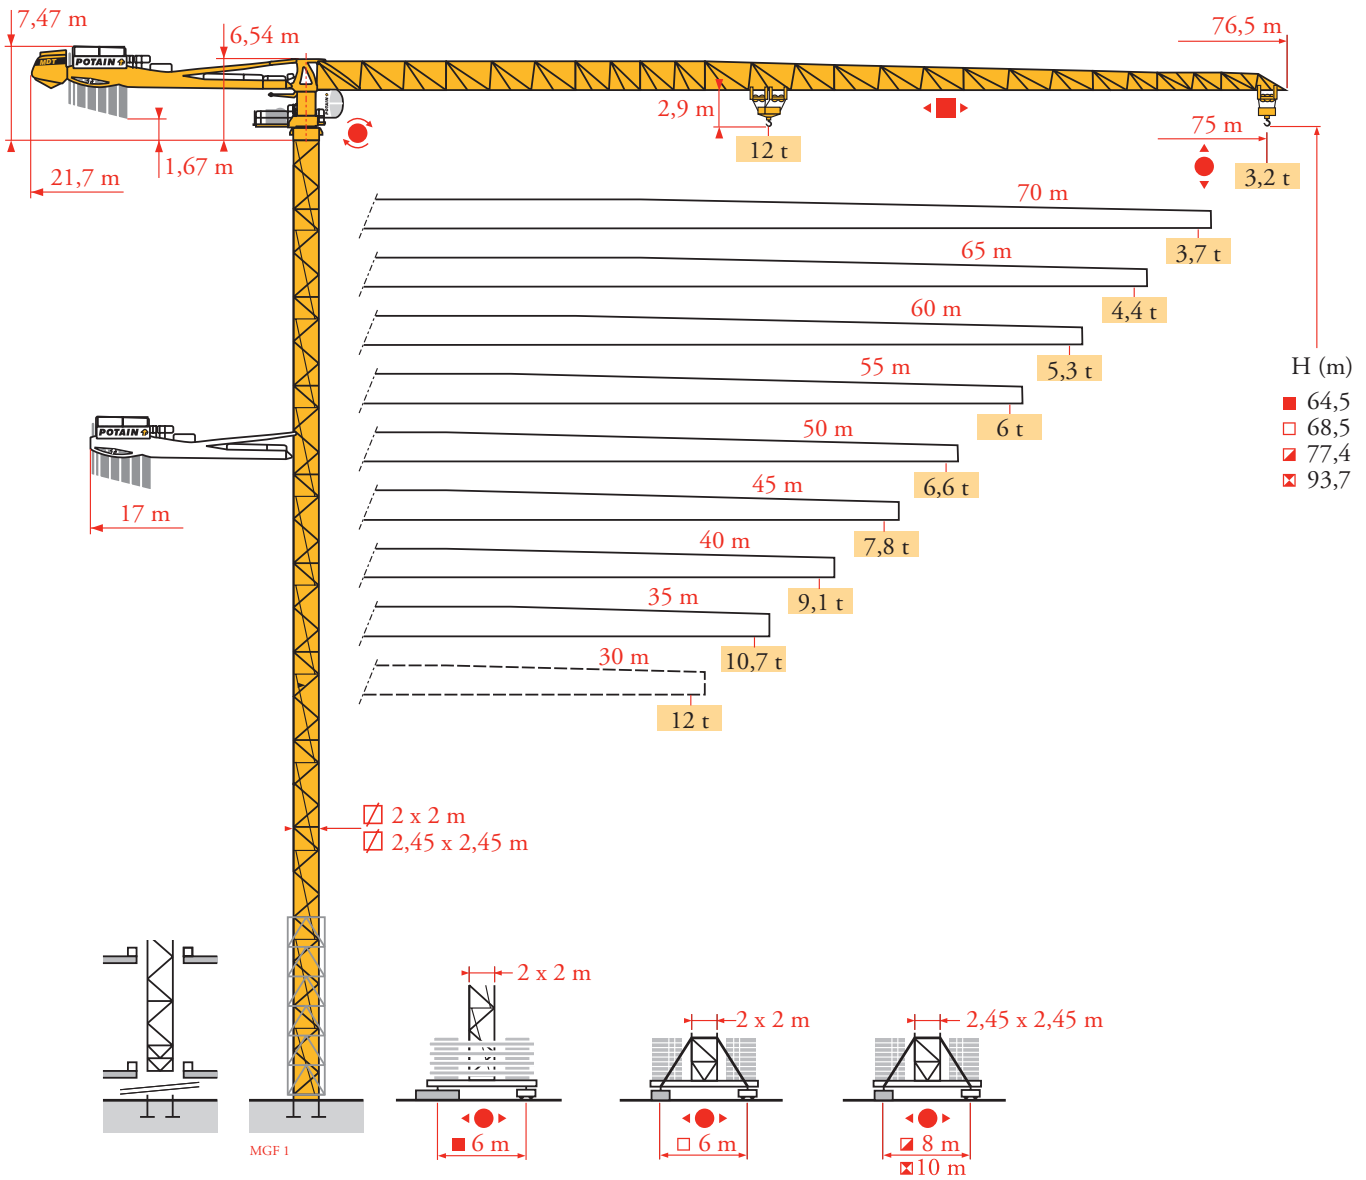 7,47 m
6,54 m
76,5 m
MDT
POTAIN
POTAIN
2,9 m
12 t
75 m
1,67 m
21,7 m
3,2 t
70 m
3,7 t
65 m
4,4 t
60 m
5,3 t
H (m)
55 m
6 t
64,5
68,5
77,4
93,7
50 m
POTAIN
6,6 t
45 m
17 m
7,8 t
40 m
9,1 t
35 m
10,7 t
30 m
12 t
2 x 2 m
2,45 x 2,45 m
2 x 2 m
2 x 2 m
2,45 x 2,45 m
MGF 1
6 m
6 m
8 m
10 m